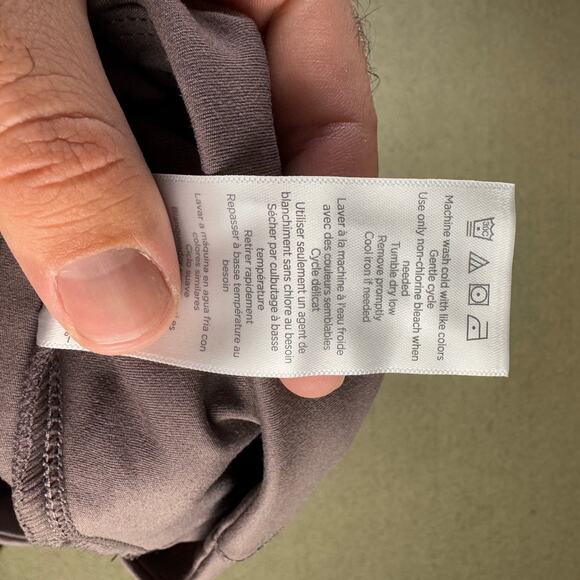 30C
Machine wash cold with like colors
Gentle cycle
Use only non-chlorine bleach when
needed
Tumble dry low
Remove promptly
Cool iron if needed
Laver à la machine à l'eau froide
avec des couleurs semblables
Cycle délicat
Utiliser seulement un agent de
blanchiment sans chlore au besoin
Sécher par culbutage à basse
température
Retirer rapidement
Repasser à basse température au
besoin
Lavar a máquina en agua fría con
colores similares
Ciclo suave